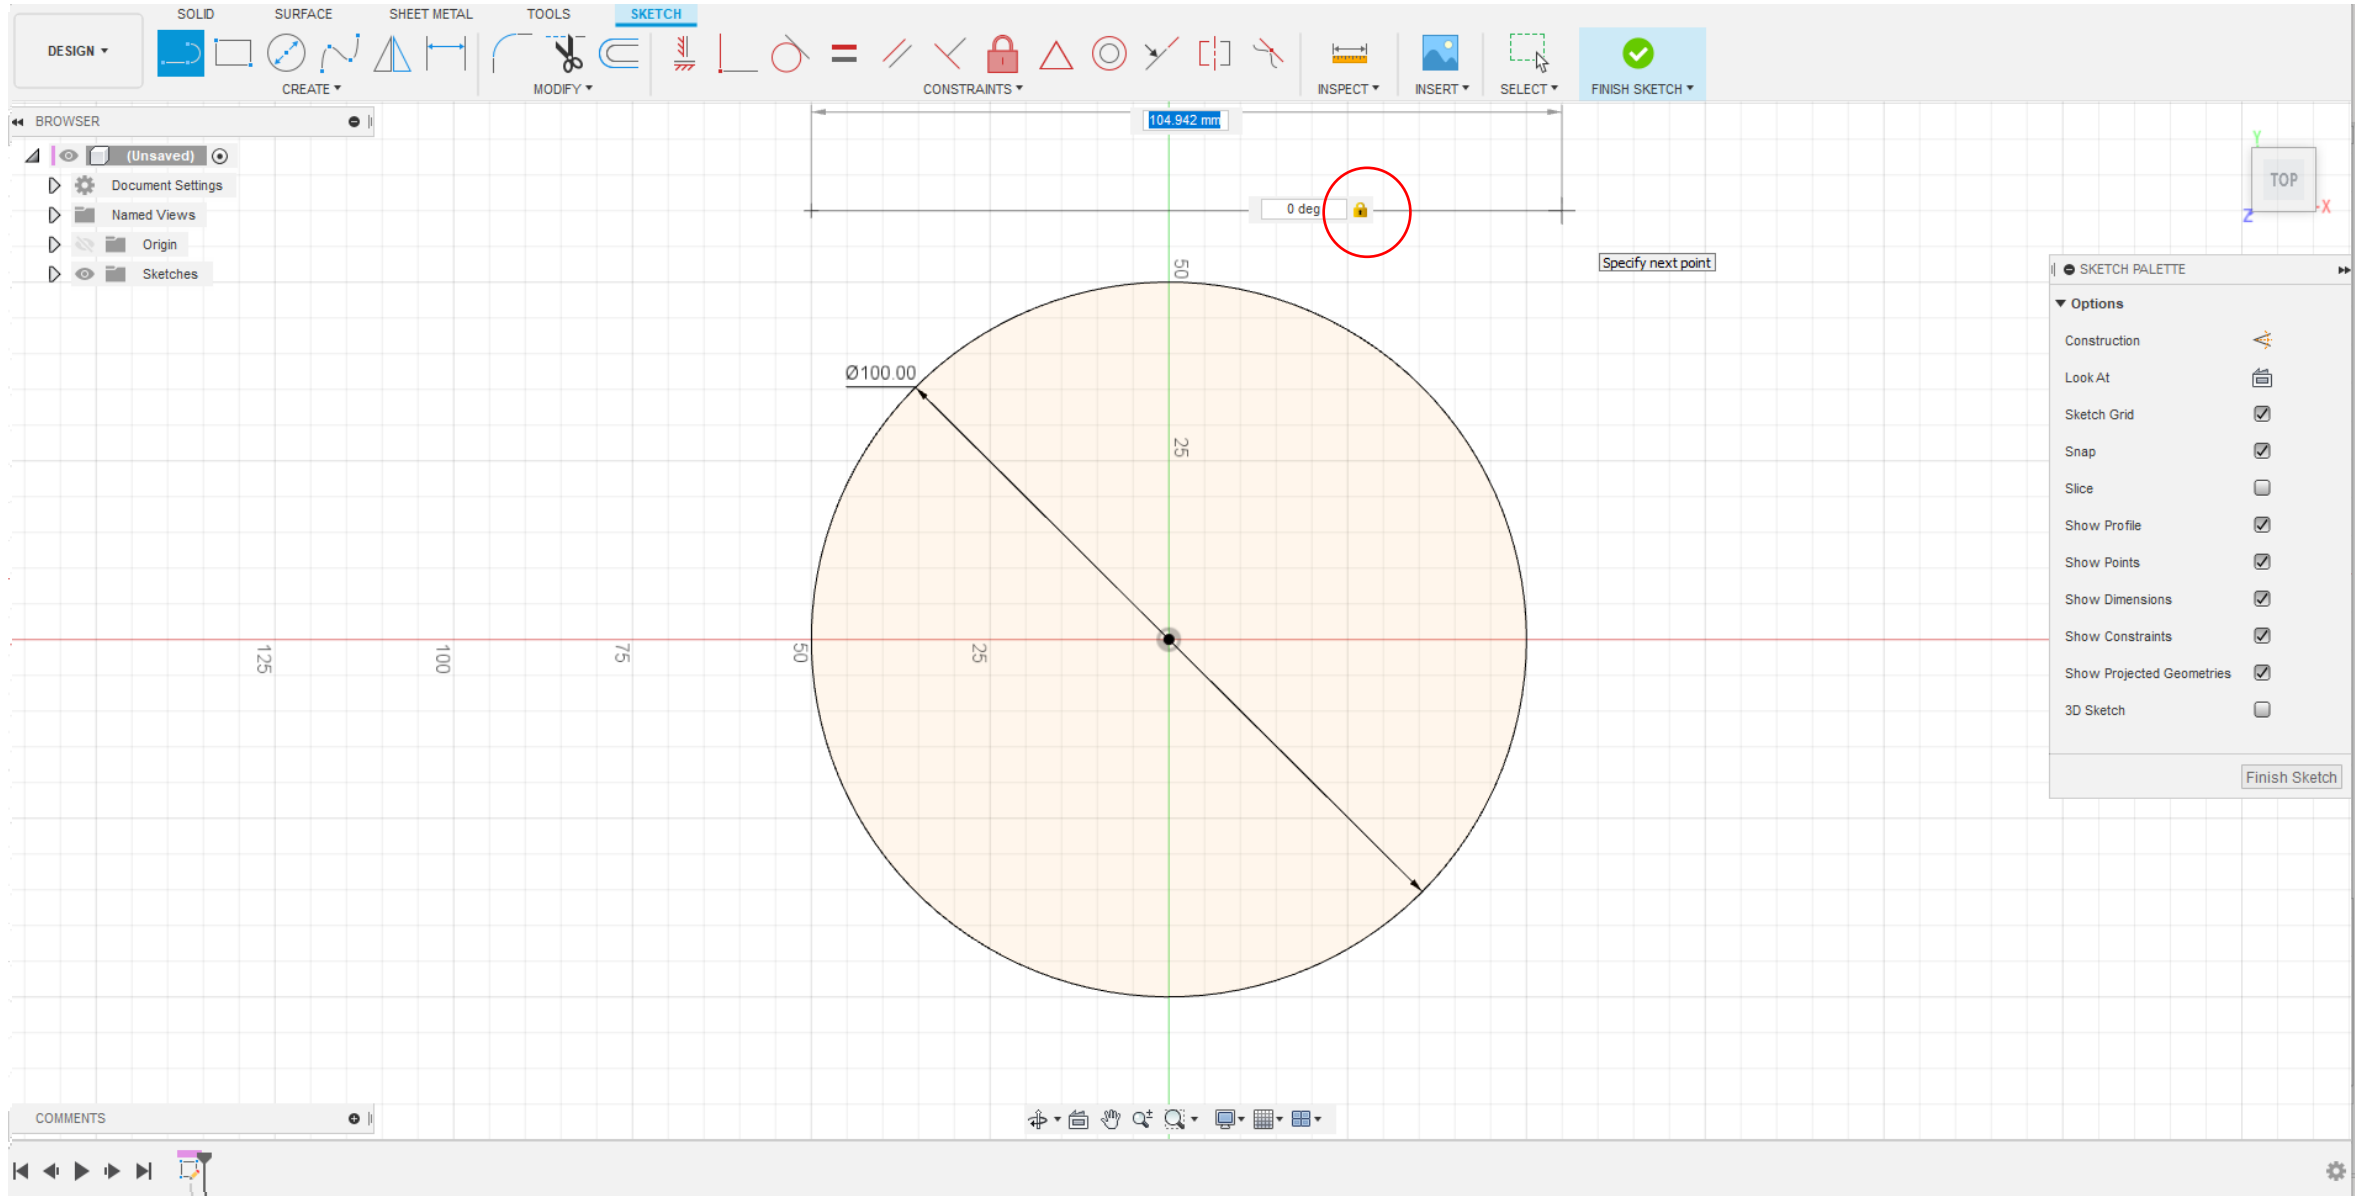 SOLID SURFACE SHEET METAL TOOLS SKETCH
DESIGN
CREATE MODIFY CONSTRAINTS INSPECT INSERT SELECT FINISH SKETCH
BROWSER
(Unsaved)
Document Settings
Named Views
Origin
Sketches
104.942 mm
0 deg
Specify next point
50
Ø100.00
25
125 100 75 50 25
Y
TOP
X
Z
SKETCH PALETTE
Options
Construction
Look At
Sketch Grid
Snap
Slice
Show Profile
Show Points
Show Dimensions
Show Constraints
Show Projected Geometries
3D Sketch
Finish Sketch
COMMENTS